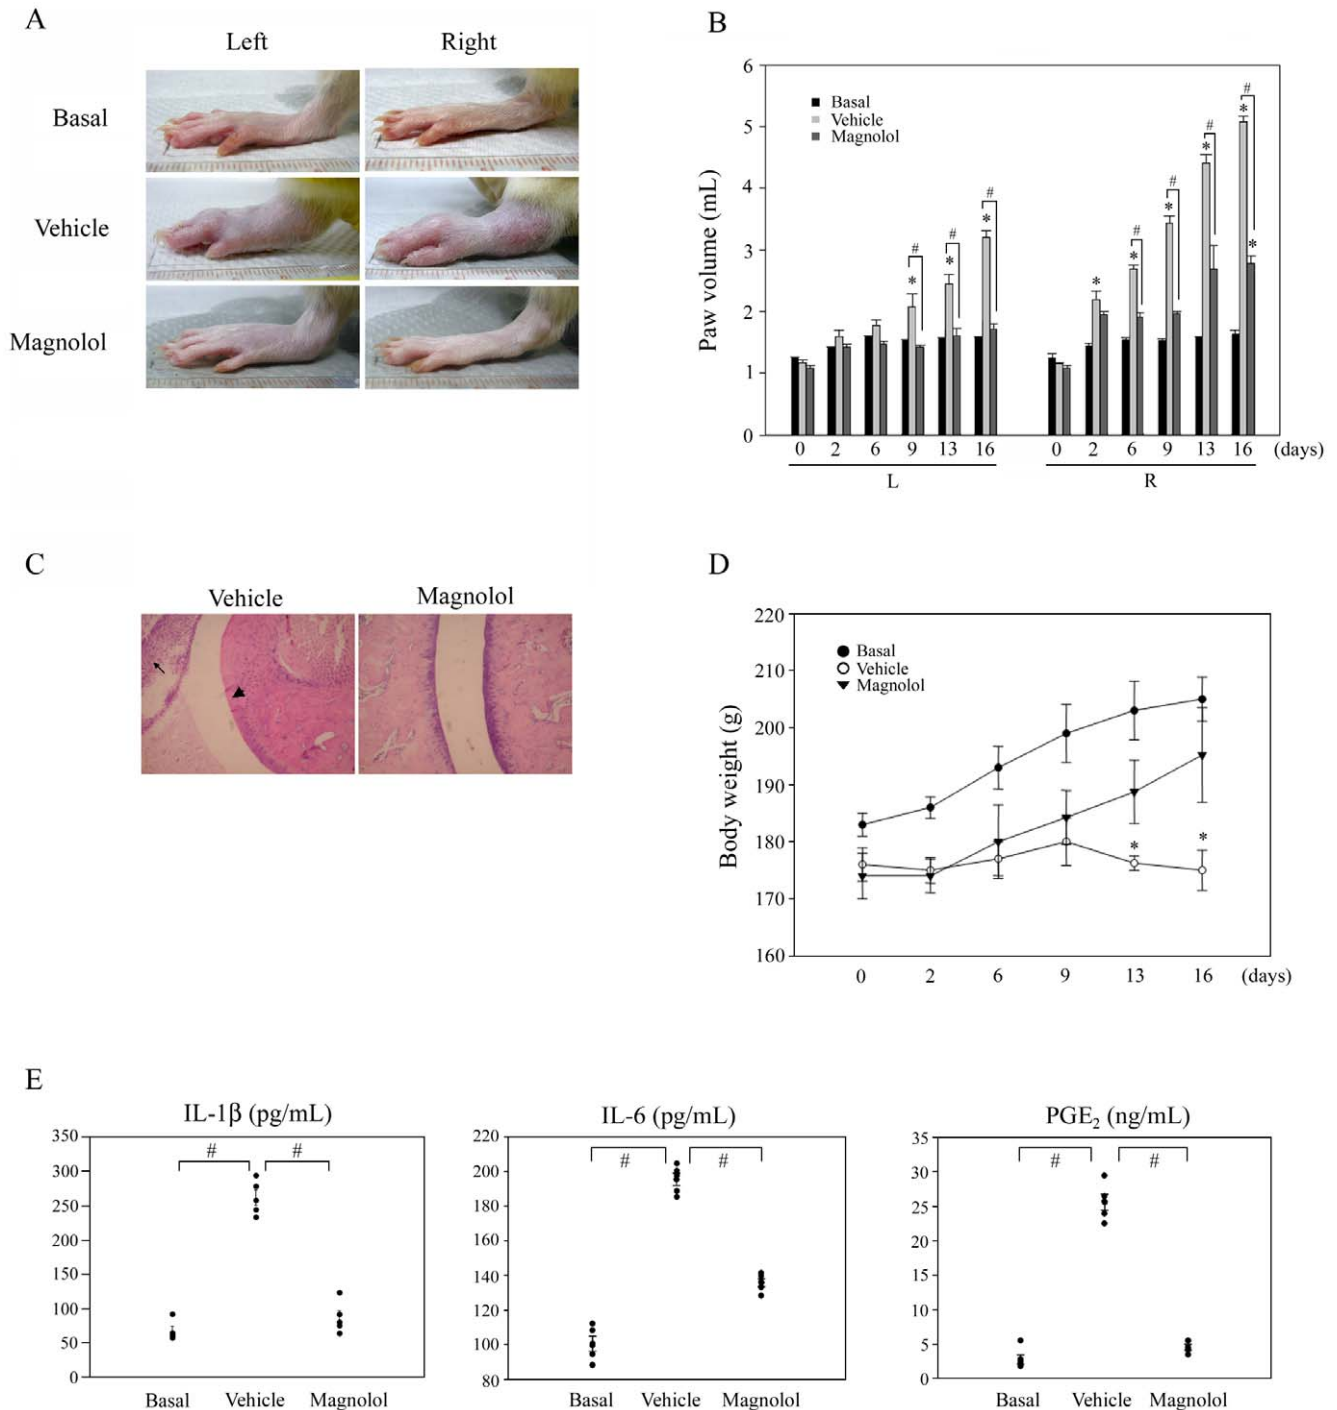 A
Left Right
Basal
Vehicle
Magnolol
B
Paw volume (mL)
6
5
4
3
2
1
0
Basal
Vehicle
Magnolol
# # # # # # #
* * * * * * * * *
0 2 6 9 13 16 0 2 6 9 13 16 (days)
L R
C
Vehicle Magnolol
D
Body weight (g)
220
210
200
190
180
170
160
Basal
Vehicle
Magnolol
* *
0 2 6 9 13 16 (days)
E
IL-1β (pg/mL)
350
300
250
200
150
100
50
0
# #
Basal Vehicle Magnolol
IL-6 (pg/mL)
220
200
180
160
140
120
100
80
# #
Basal Vehicle Magnolol
PGE₂ (ng/mL)
35
30
25
20
15
10
5
0
# #
Basal Vehicle Magnolol